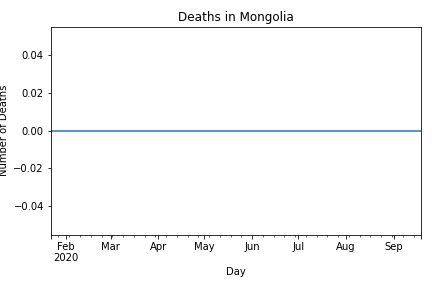 Deaths in Mongolia
0.04
0.02
0.00
−0.02
−0.04
Number of Deaths
Feb Mar Apr May Jun Jul Aug Sep
2020
Day